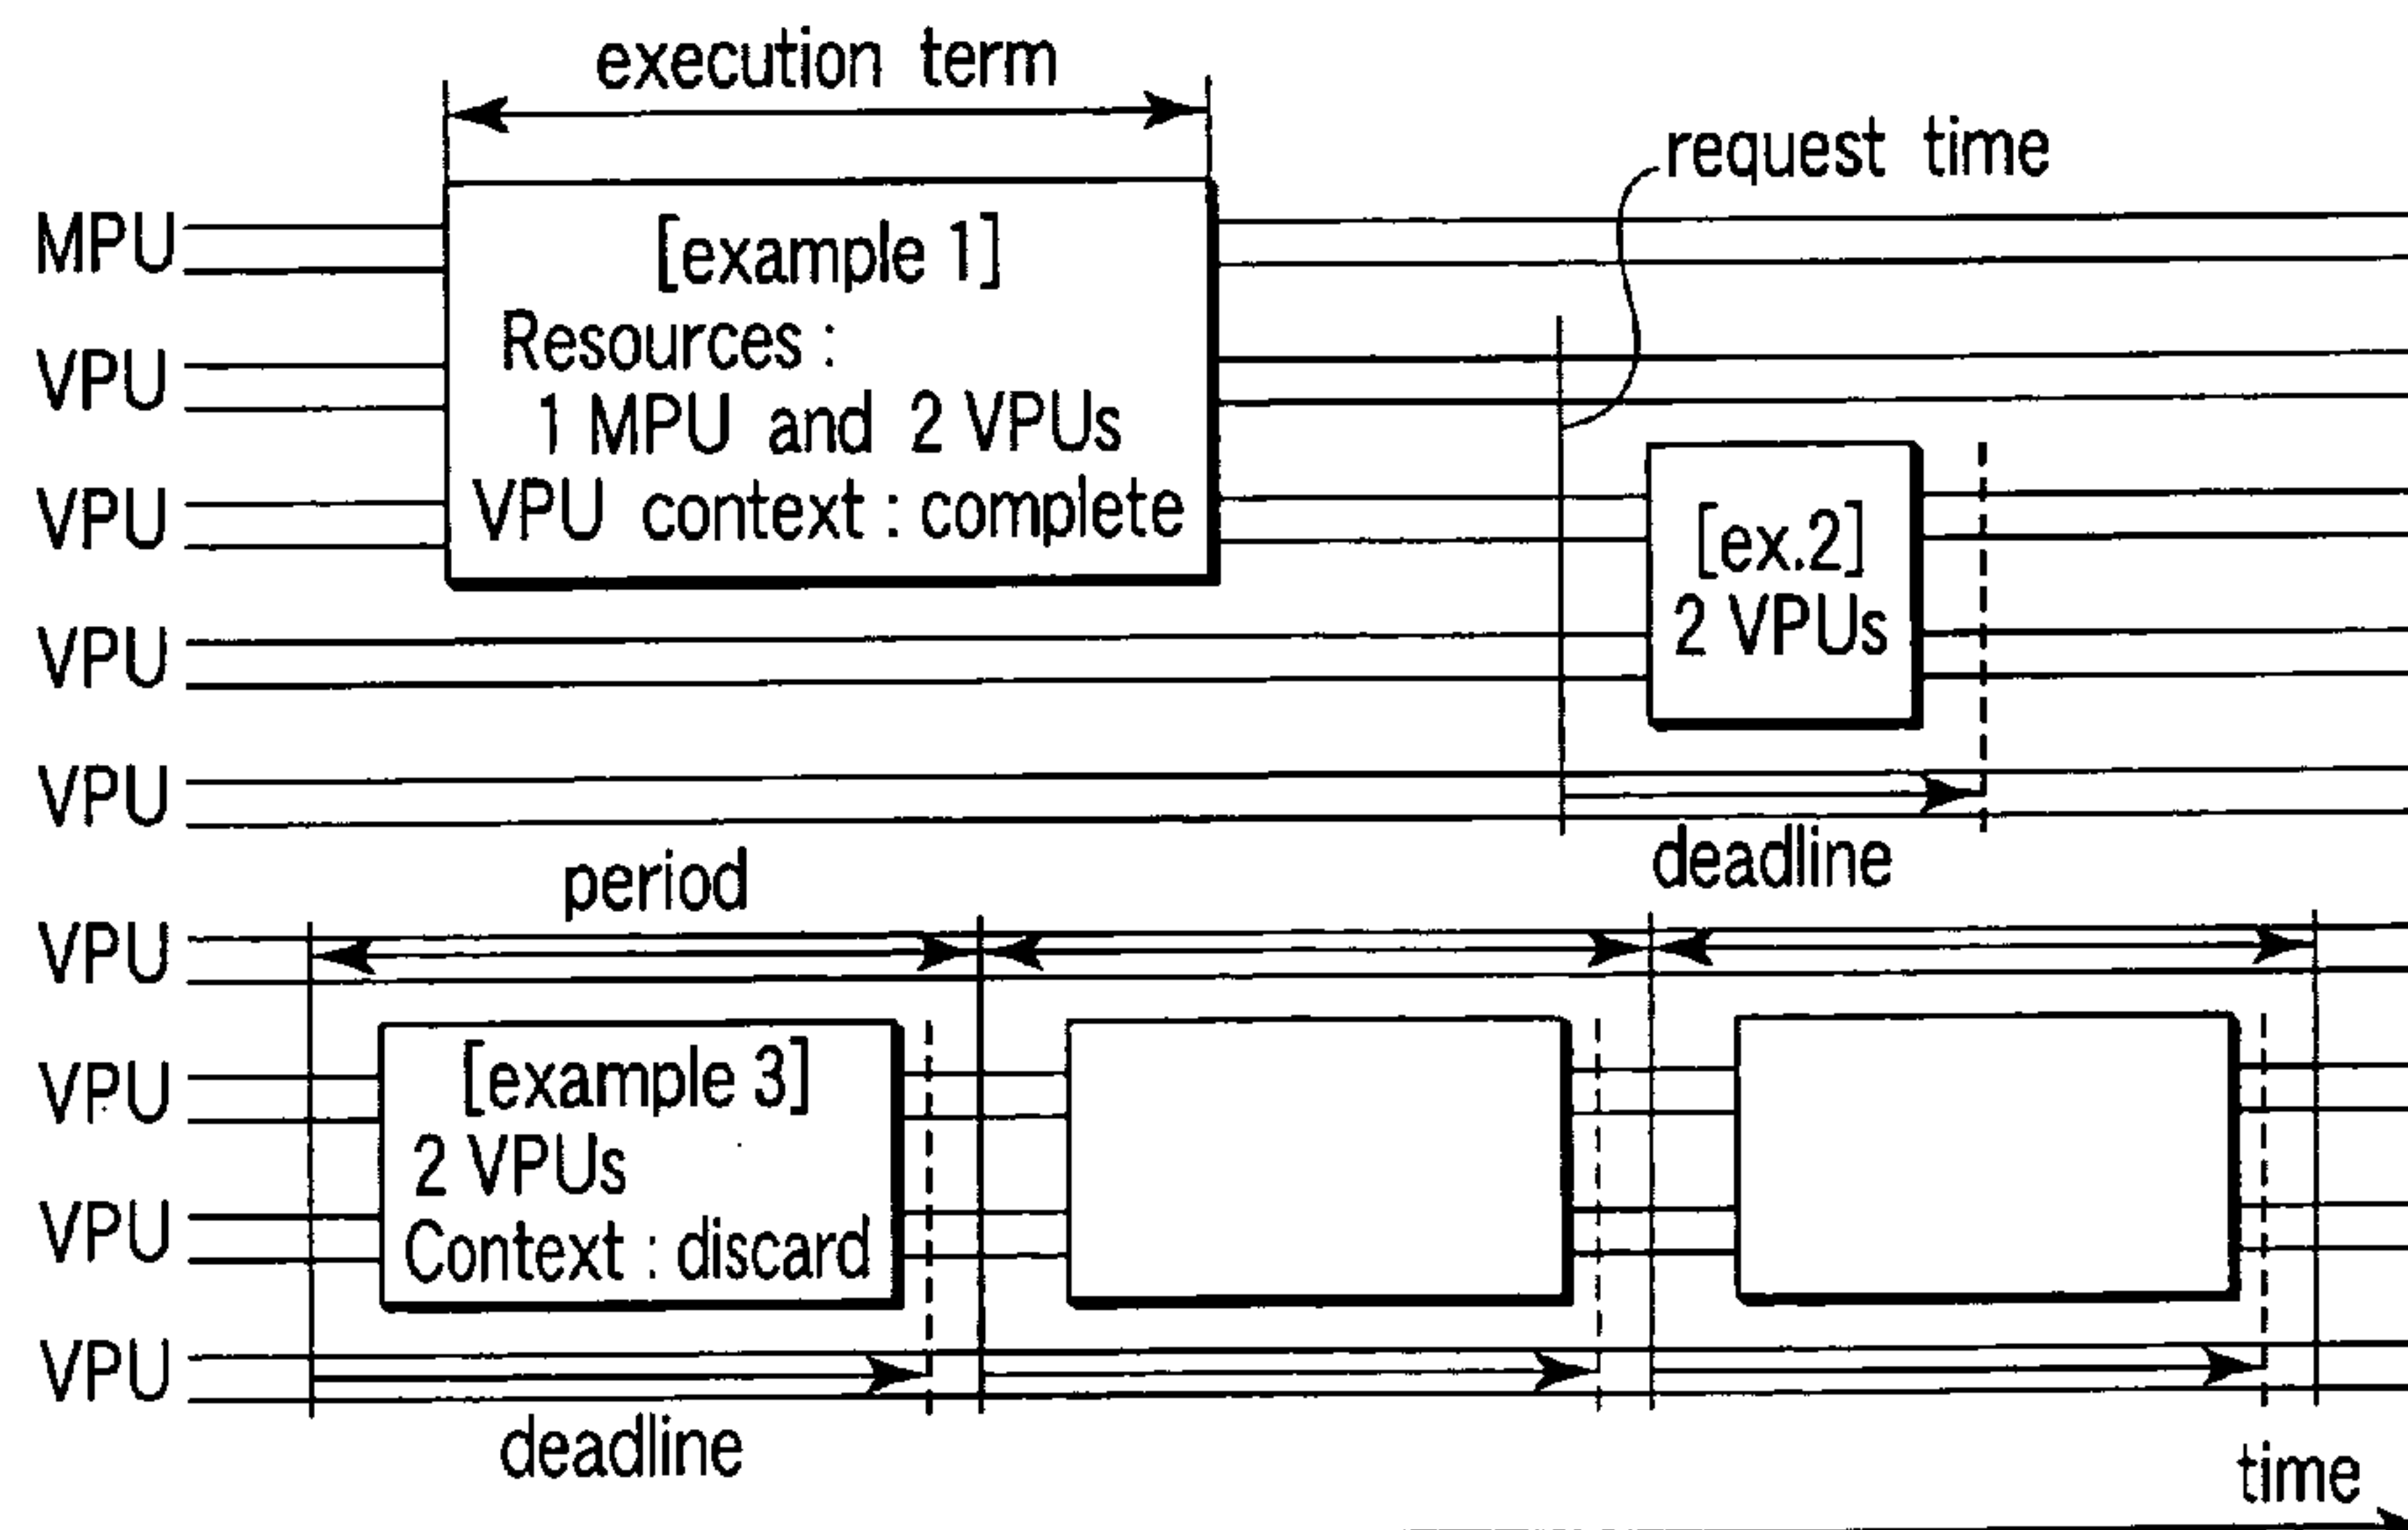 execution term
request time
MPU
[example 1]
Resources :
1 MPU and 2 VPUs
VPU context : complete
VPU
VPU
[ex.2]
2 VPUs
VPU
VPU
deadline
period
VPU
[example 3]
2 VPUs
Context : discard
VPU
VPU
VPU
deadline
time